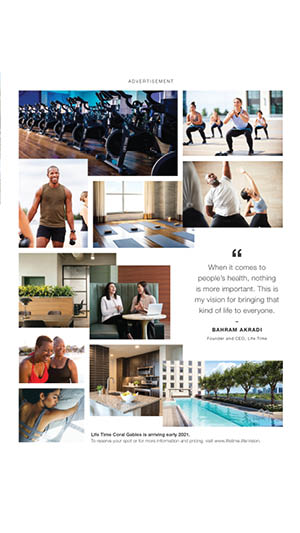 ADVERTISEMENT
“
When it comes to
people's health, nothing
is more important. This is
my vision for bringing that
kind of life to everyone.
–
BAHRAM AKRADI
Founder and CEO, Life Time
Life Time Coral Gables is arriving early 2021.
To reserve your spot or for more information and pricing, visit www.lifetime.life/vision.